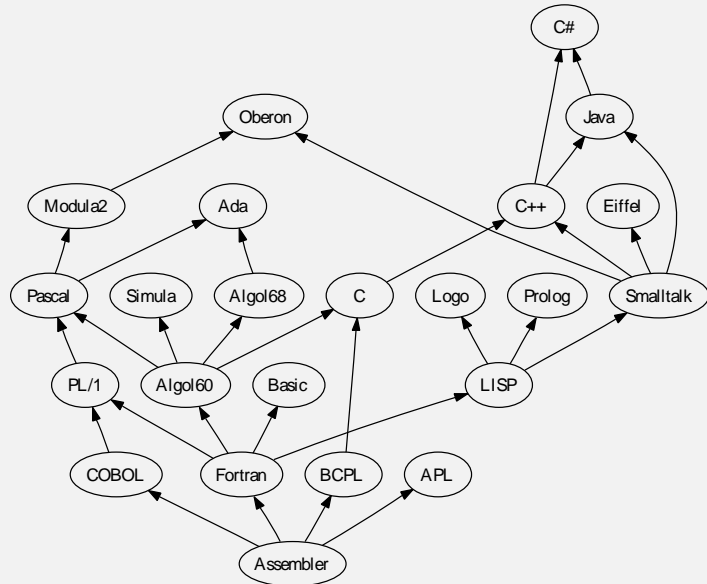 C#
Oberon
Java
Modula2
Ada
C++
Eiffel
Pascal
Simula
Algol68
C
Logo
Prolog
Smalltalk
PL/1
Algol60
Basic
LISP
COBOL
Fortran
BCPL
APL
Assembler